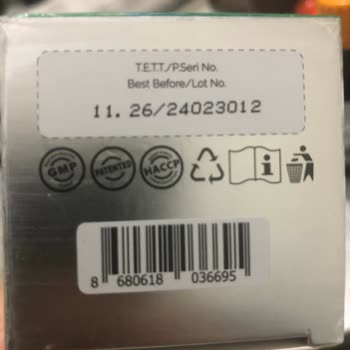 T.E.T.T./P.Seri No.
Best Before/Lot No.
11. 26/24023012
GMP
PATENTED
HACCP
i
8 680618 036695